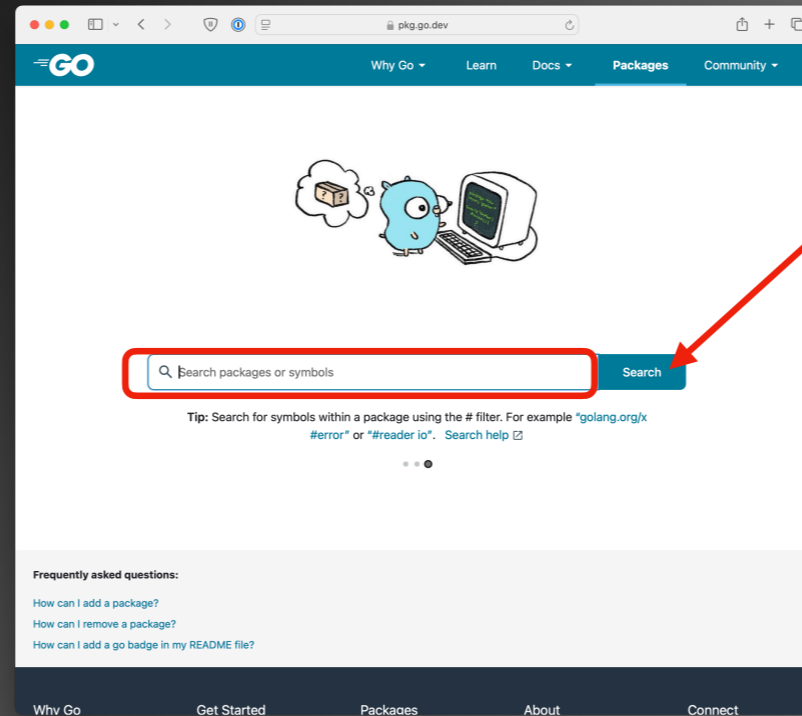 pkg.go.dev
GO
Why Go
Learn
Docs
Packages
Community
? ?
Search packages or symbols
Search
Tip: Search for symbols within a package using the # filter. For example "golang.org/x
#error" or "#reader io". Search help
Frequently asked questions:
How can I add a package?
How can I remove a package?
How can I add a go badge in my README file?
Why Go
Get Started
Packages
About
Connect